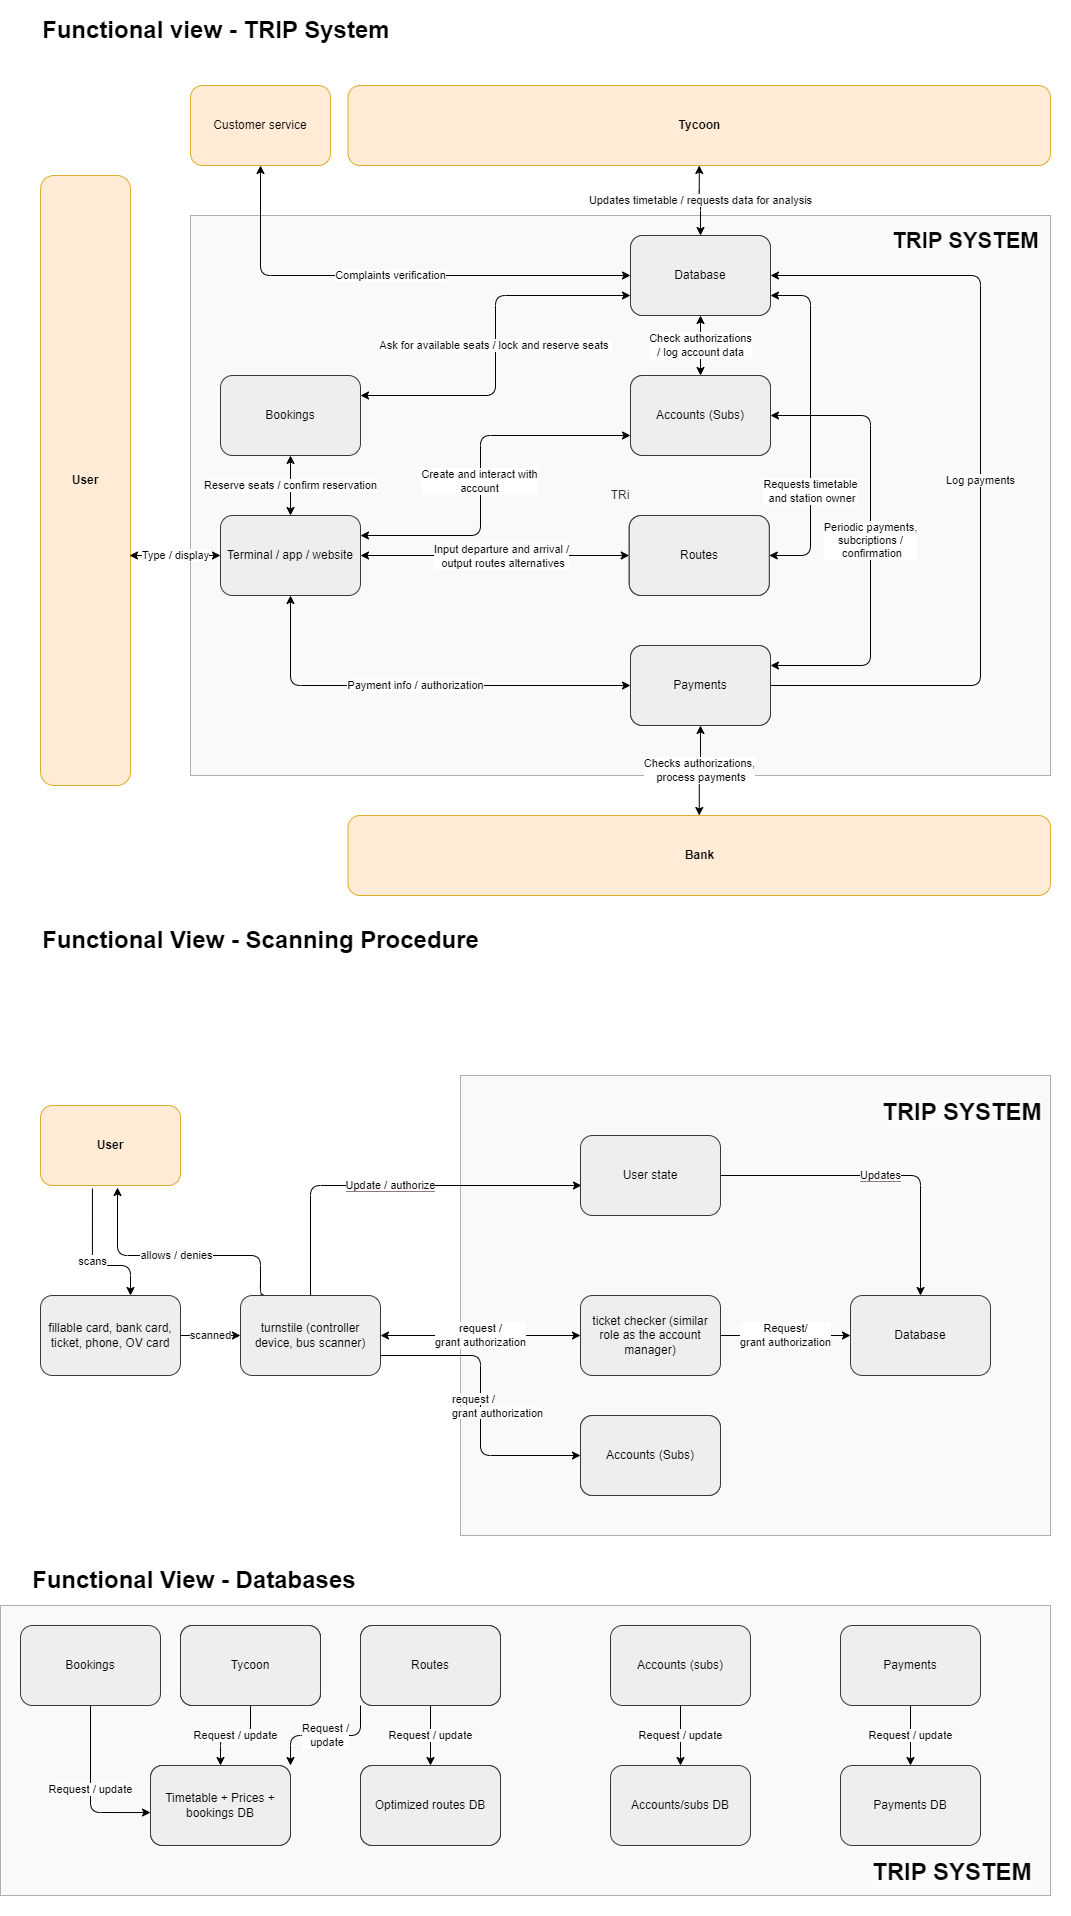 Functional view - TRIP System
Customer service
Tycoon
User
Updates timetable / requests data for analysis
TRIP SYSTEM
Database
Complaints verification
Ask for available seats / lock and reserve seats
Check authorizations
/ log account data
Bookings
Accounts (Subs)
Reserve seats / confirm reservation
Create and interact with
account
TRi
Requests timetable
and station owner
Log payments
Periodic payments,
subcriptions /
confirmation
Type / display
Terminal / app / website
Input departure and arrival /
output routes alternatives
Routes
Payment info / authorization
Payments
Checks authorizations,
process payments
Bank
Functional View - Scanning Procedure
TRIP SYSTEM
User
User state
Update / authorize
Updates
scans
allows / denies
fillable card, bank card,
ticket, phone, OV card
scanned
turnstile (controller
device, bus scanner)
request /
grant authorization
ticket checker (similar
role as the account
manager)
Request/
grant authorization
Database
request /
grant authorization
Accounts (Subs)
Functional View - Databases
Bookings
Tycoon
Routes
Accounts (subs)
Payments
Request / update
Request /
update
Request / update
Request / update
Request / update
Request / update
Timetable + Prices +
bookings DB
Optimized routes DB
Accounts/subs DB
Payments DB
TRIP SYSTEM